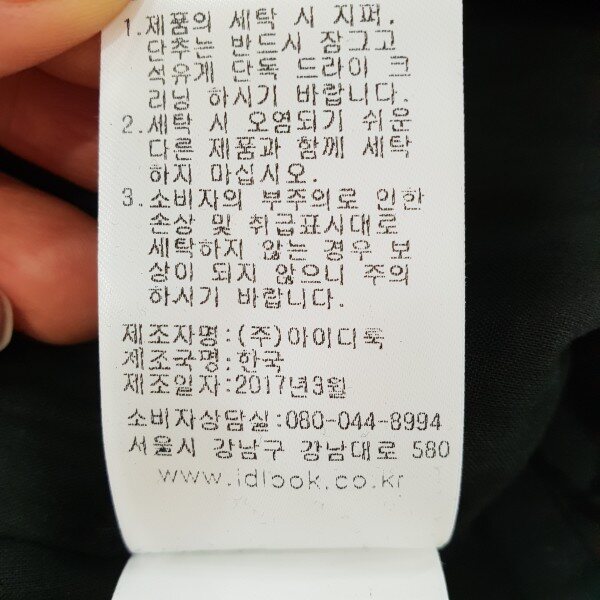 1.제품의 세탁 시 지퍼.
단추는 반드시 잠그고
석유게 단독 드라이 크
리닝 하시기 바랍니다.
2.세탁 시 오염되기 쉬운
다른 제품과 함께 세탁
하지 마십시오.
3.소비자의 부주의로 인한
손상 및 취급표시대로
세탁하지 않는 경우 보
상이 되지 않으니 주의
하시기 바랍니다.
제조자명:(주)아이디룩
제조국명:한국
제조일자:2017년3월
소비자상담실:080-044-8994
서울시 강남구 강남대로 580
www.idlook.co.kr